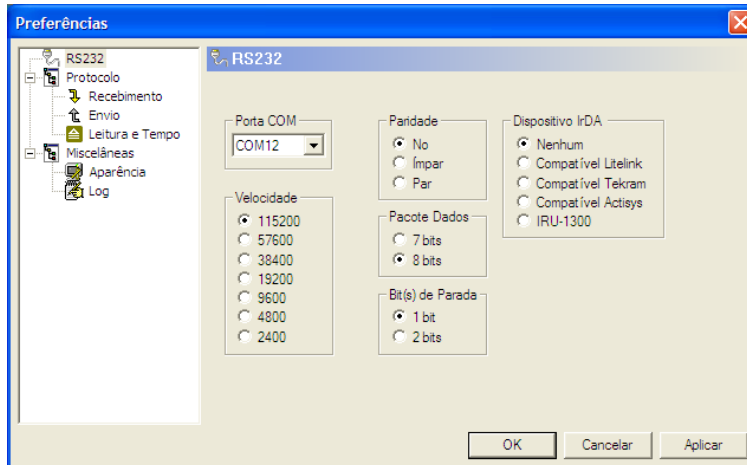 Preferências
RS232
Protocolo
Recebimento
Envio
Leitura e Tempo
Miscelâneas
Aparência
Log
RS232
Porta COM
COM12
Velocidade
115200
57600
38400
19200
9600
4800
2400
Paridade
No
Ímpar
Par
Pacote Dados
7 bits
8 bits
Bit(s) de Parada
1 bit
2 bits
Dispositivo IrDA
Nenhum
Compatível Litelink
Compatível Tekram
Compatível Actisys
IRU-1300
OK
Cancelar
Aplicar